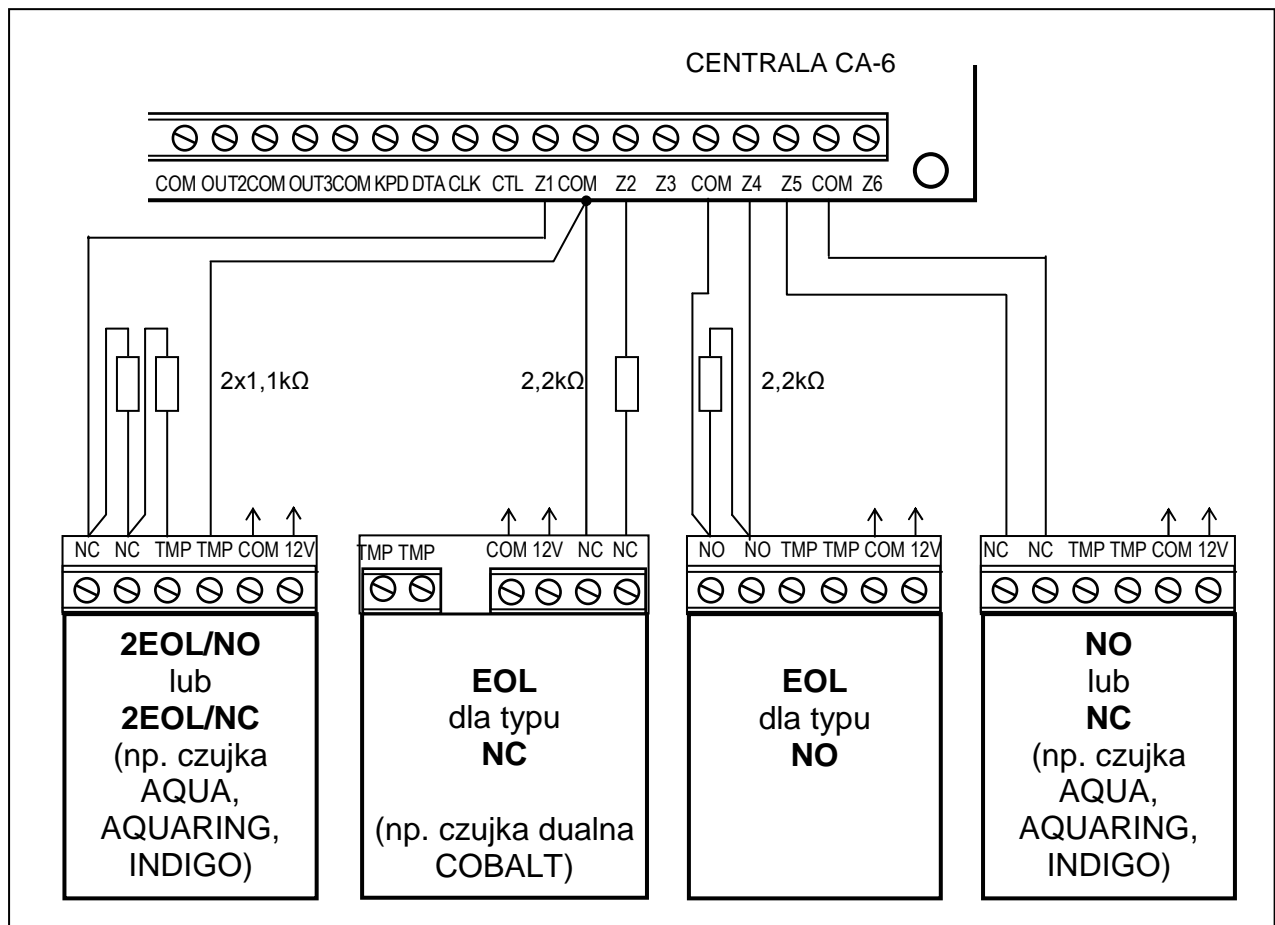 CENTRALA CA-6
COM OUT2 COM OUT3 COM KPD DTA CLK CTL Z1 COM Z2 Z3 COM Z4 Z5 COM Z6
2x1,1kΩ
2,2kΩ
2,2kΩ
NC NC TMP TMP COM 12V
TMP TMP COM 12V NC NC
NO NO TMP TMP COM 12V
NC NC TMP TMP COM 12V
2EOL/NO
lub
2EOL/NC
(np. czujka
AQUA,
AQUARING,
INDIGO)
EOL
dla typu
NC
(np. czujka dualna
COBALT)
EOL
dla typu
NO
NO
lub
NC
(np. czujka
AQUA,
AQUARING,
INDIGO)